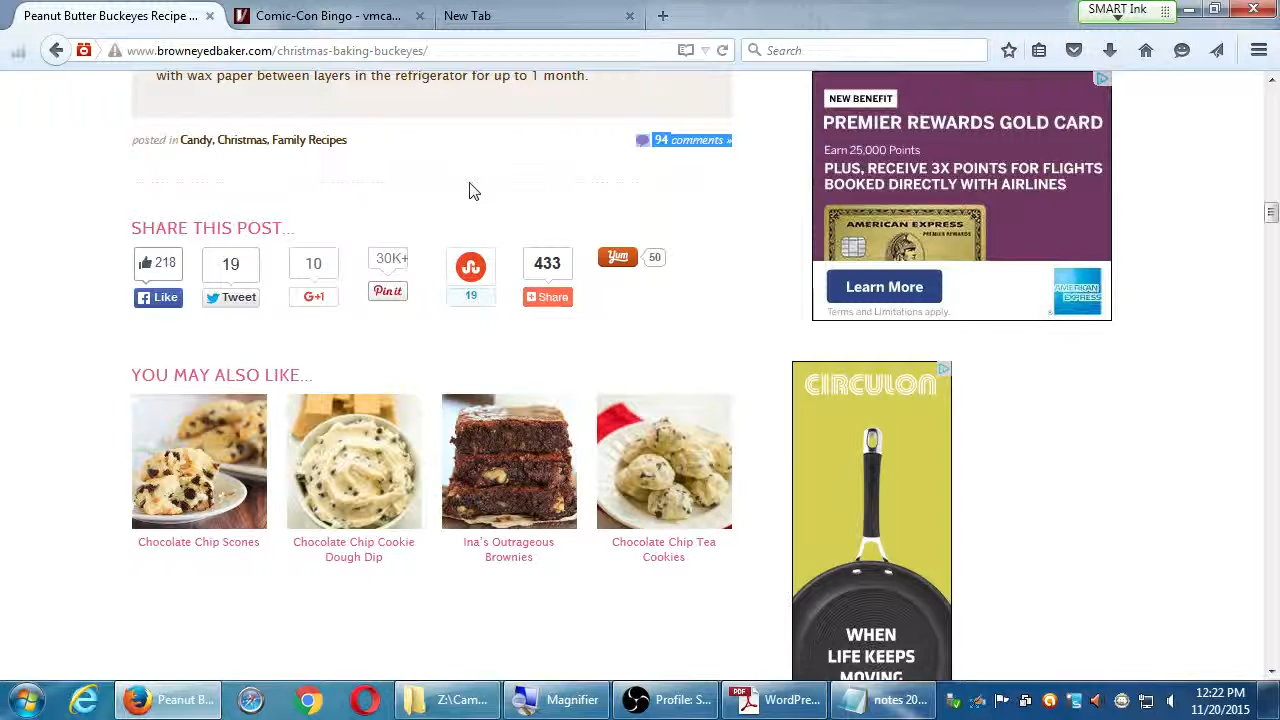 Peanut Butter Buckeyes Recipe ...
Comic-Con Bingo - vmca...
New Tab
SMART Ink
www.browneyedbaker.com/christmas-baking-buckeyes/
Search
with wax paper between layers in the refrigerator for up to 1 month.
posted in Candy, Christmas, Family Recipes
94 comments »
SHARE THIS POST...
218
19
10
30K+
433
Yum
50
Like
Tweet
G+1
Pin it
19
Share
YOU MAY ALSO LIKE...
Chocolate Chip Scones
Chocolate Chip Cookie
Dough Dip
Ina's Outrageous
Brownies
Chocolate Chip Tea
Cookies
NEW BENEFIT
PREMIER REWARDS GOLD CARD
Earn 25,000 Points
PLUS, RECEIVE 3X POINTS FOR FLIGHTS
BOOKED DIRECTLY WITH AIRLINES
AMERICAN EXPRESS
Learn More
AMERICAN EXPRESS
Terms and Limitations apply.
CIRCULON
WHEN
LIFE KEEPS
MOVING
Peanut B...
Z:\Cam...
Magnifier
Profile: S...
PDF
WordPre...
notes 20...
12:22 PM
11/20/2015